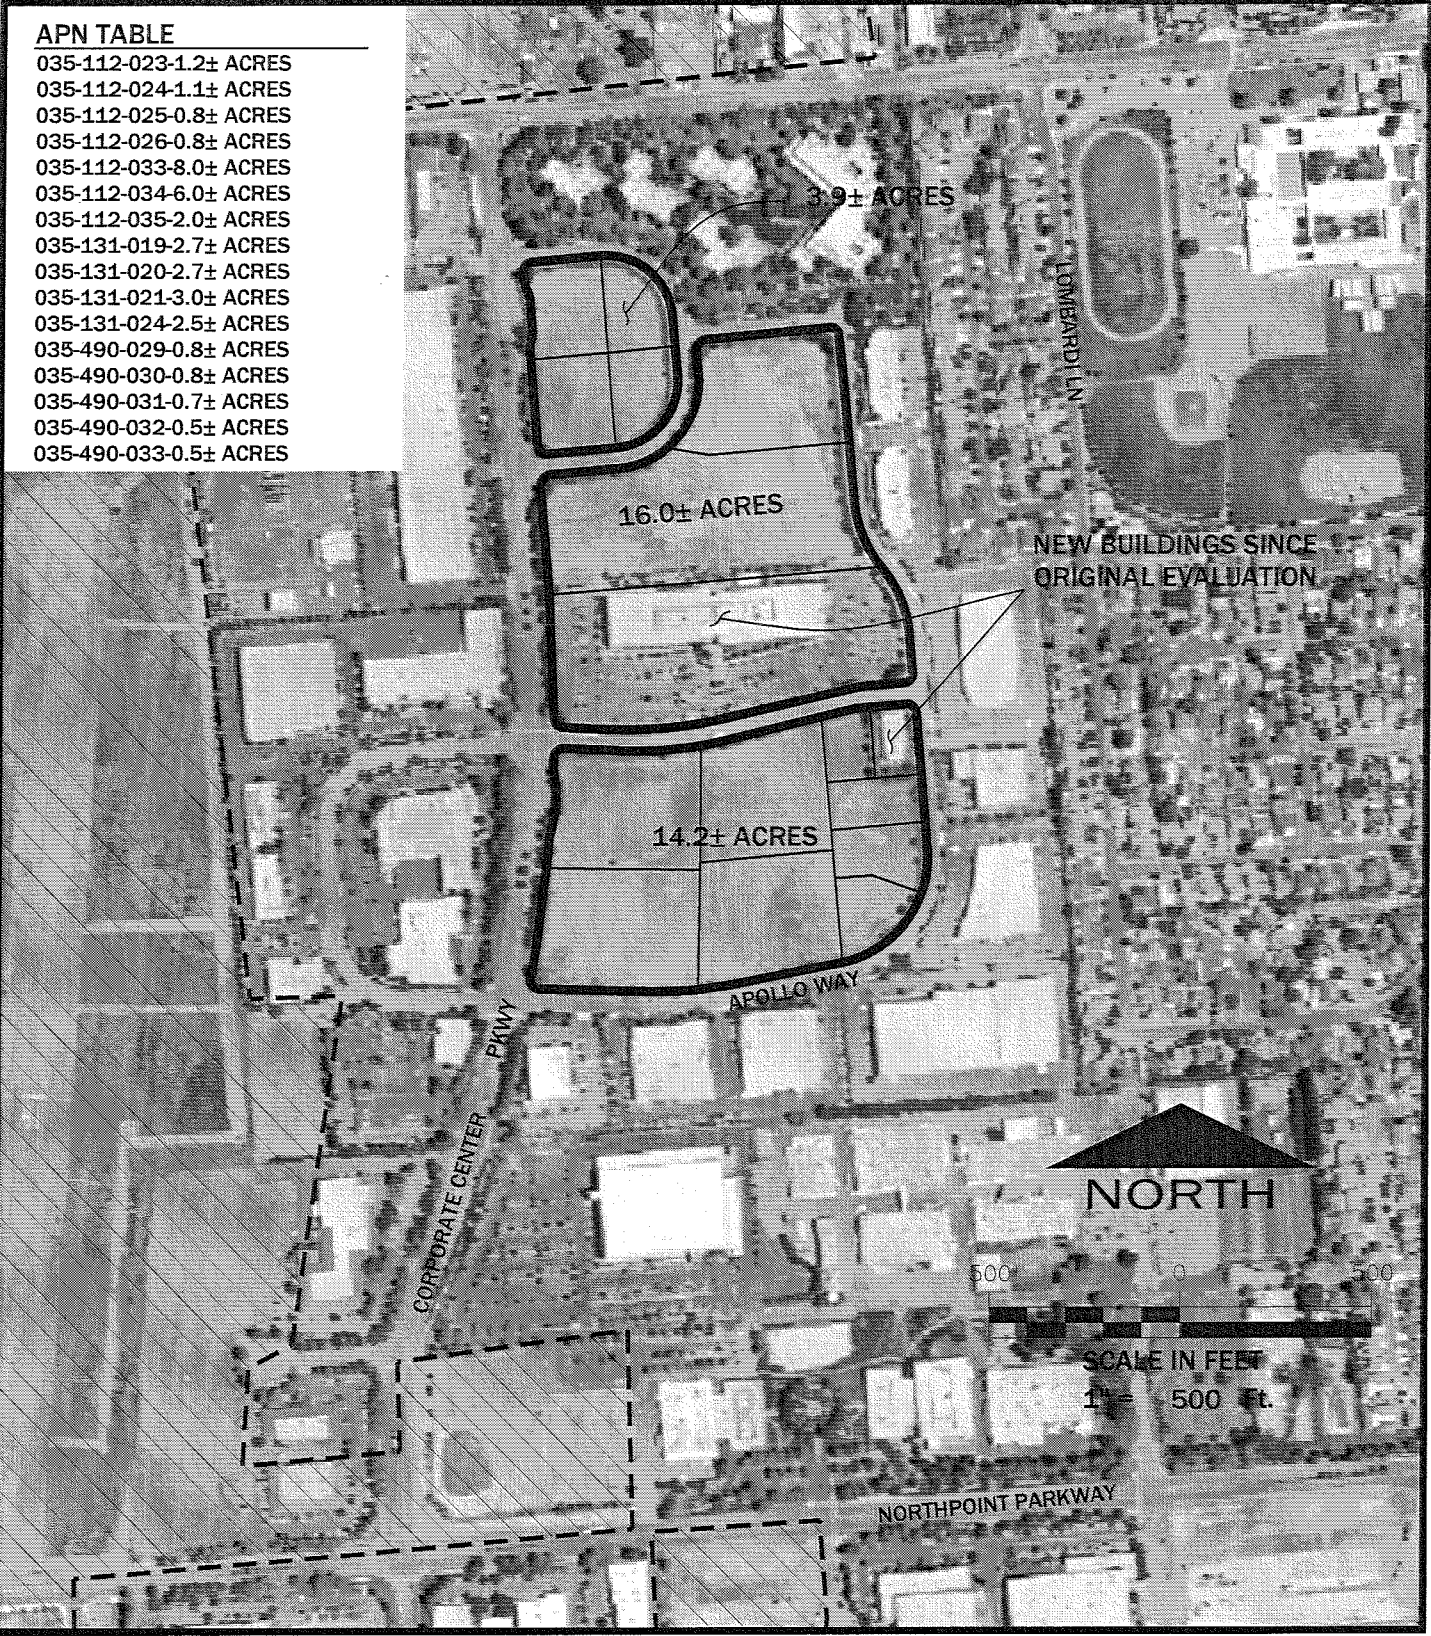 APN TABLE
035-112-023-1.2± ACRES
035-112-024-1.1± ACRES
035-112-025-0.8± ACRES
035-112-026-0.8± ACRES
035-112-033-8.0± ACRES
035-112-034-6.0± ACRES
035-112-035-2.0± ACRES
035-131-019-2.7± ACRES
035-131-020-2.7± ACRES
035-131-021-3.0± ACRES
035-131-024-2.5± ACRES
035-490-029-0.8± ACRES
035-490-030-0.8± ACRES
035-490-031-0.7± ACRES
035-490-032-0.5± ACRES
035-490-033-0.5± ACRES
3.9± ACRES
LOMBARDI LN
16.0± ACRES
NEW BUILDINGS SINCE
ORIGINAL EVALUATION
14.2± ACRES
APOLLO WAY
CORPORATE CENTER PKWY
NORTH
500 0 500
SCALE IN FEET
1" = 500 Ft.
NORTHPOINT PARKWAY